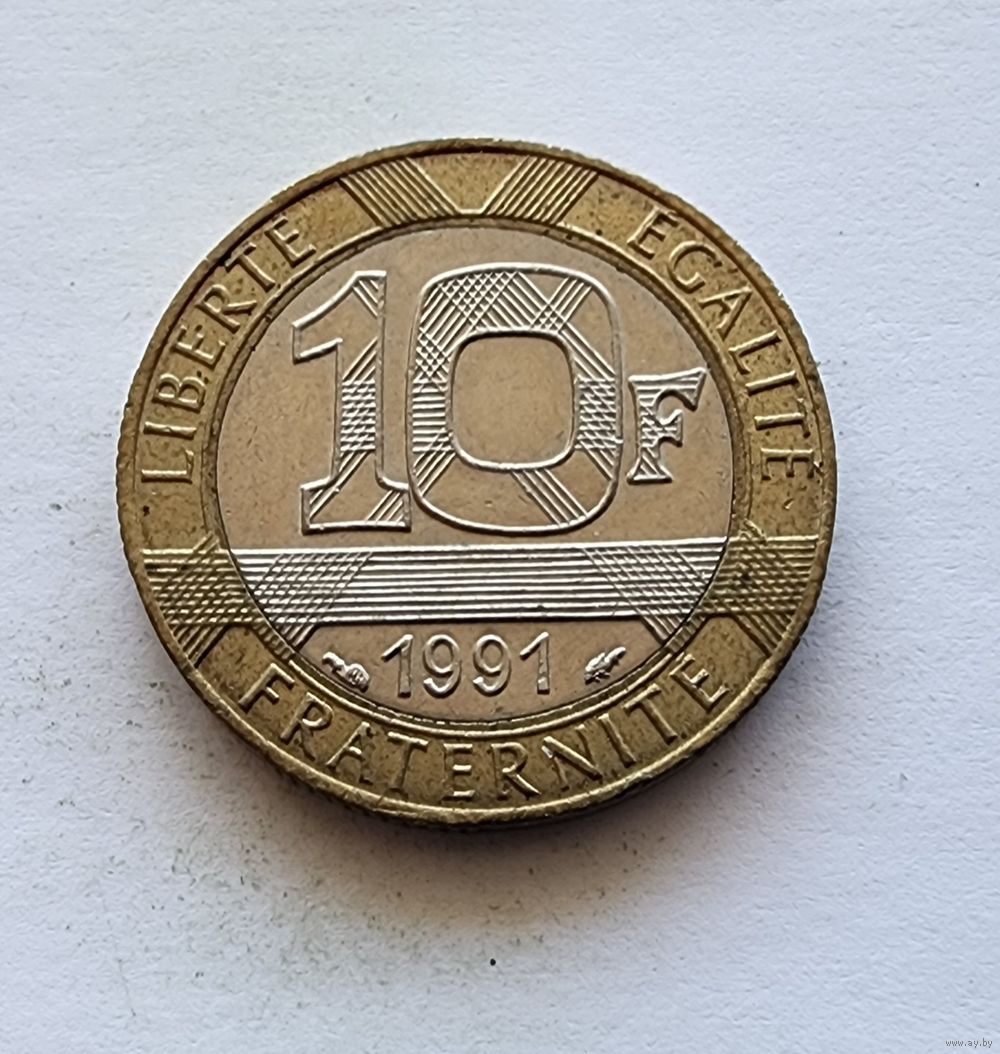 LIBERTE
EGALITE
10F
1991
FRATERNITE
www.ay.by